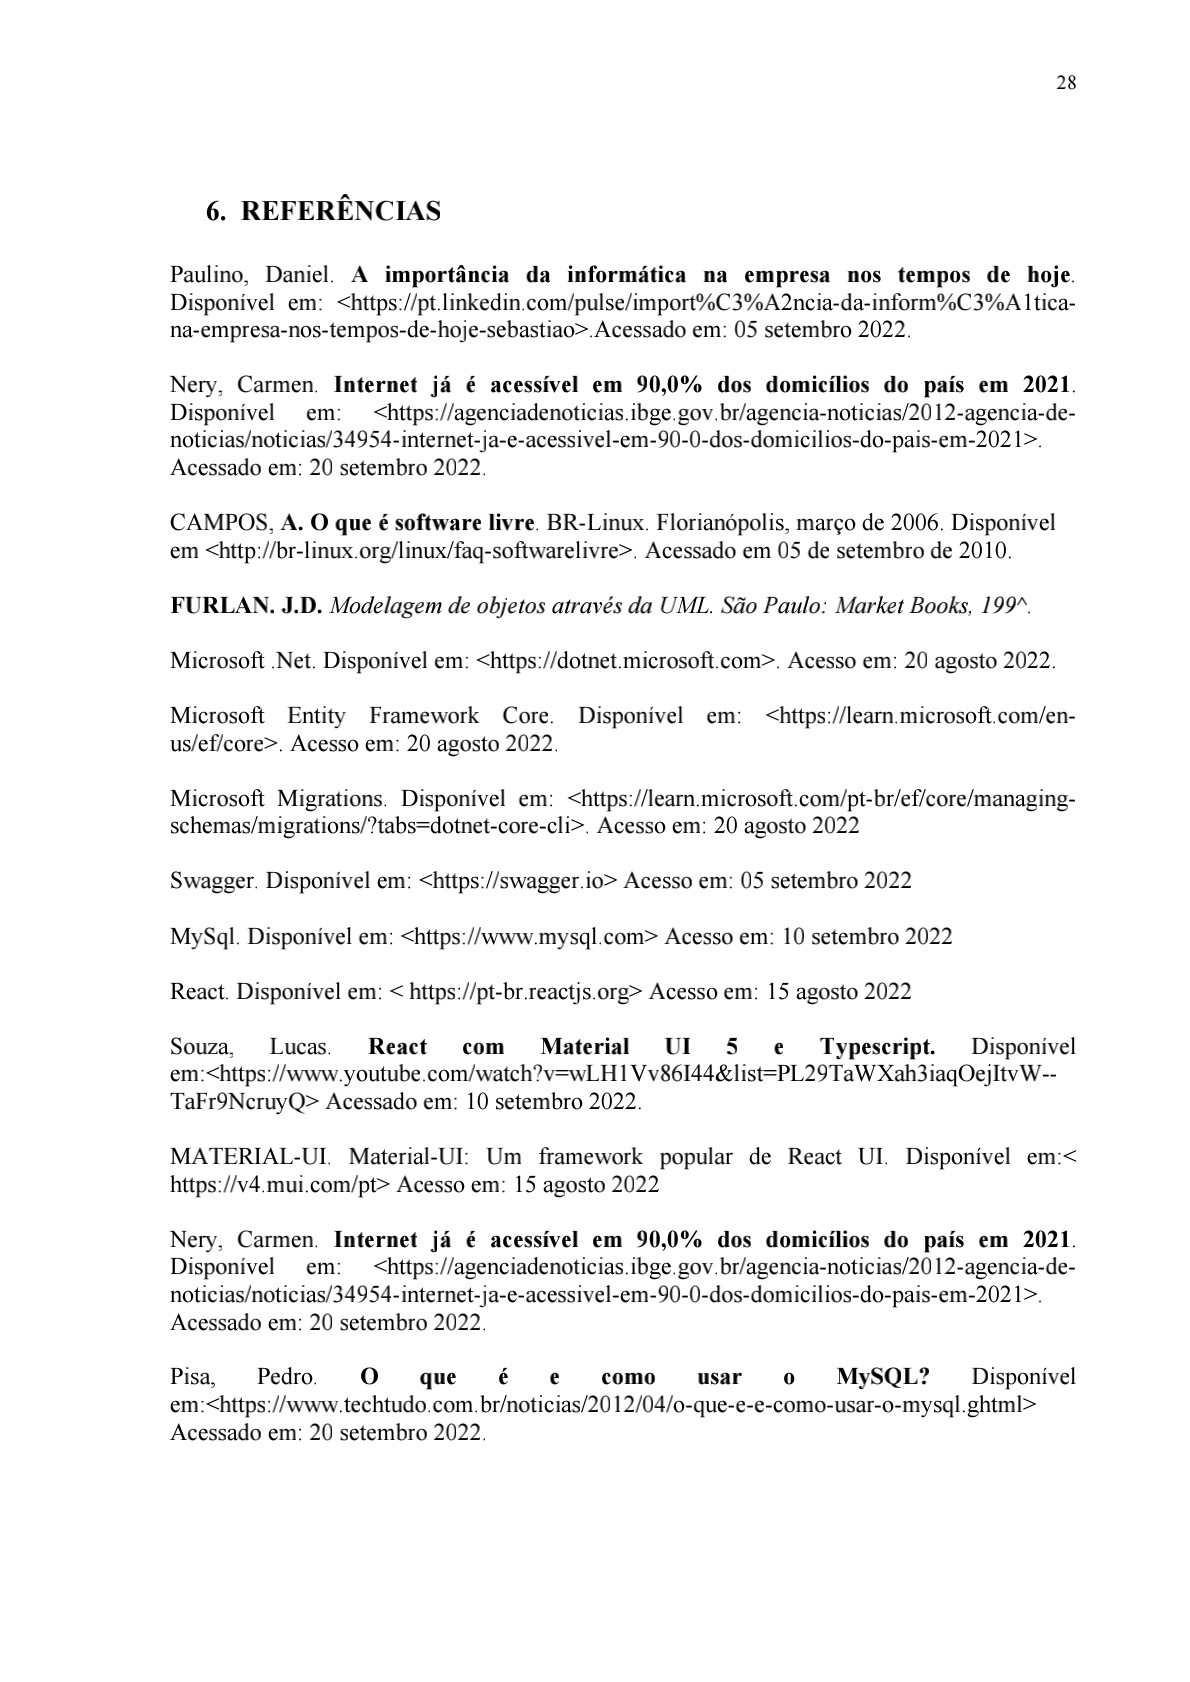 28
6. REFERÊNCIAS
Paulino, Daniel. A importância da informática na empresa nos tempos de hoje.
Disponível em: <https://pt.linkedin.com/pulse/import%C3%A2ncia-da-inform%C3%A1tica-
na-empresa-nos-tempos-de-hoje-sebastiao>.Acessado em: 05 setembro 2022.
Nery, Carmen. Internet já é acessível em 90,0% dos domicílios do país em 2021.
Disponível em: <https://agenciadenoticias.ibge.gov.br/agencia-noticias/2012-agencia-de-
noticias/noticias/34954-internet-ja-e-acessivel-em-90-0-dos-domicilios-do-pais-em-2021>.
Acessado em: 20 setembro 2022.
CAMPOS, A. O que é software livre. BR-Linux. Florianópolis, março de 2006. Disponível
em <http://br-linux.org/linux/faq-softwarelivre>. Acessado em 05 de setembro de 2010.
FURLAN. J.D. Modelagem de objetos através da UML. São Paulo: Market Books, 199^.
Microsoft .Net. Disponível em: <https://dotnet.microsoft.com>. Acesso em: 20 agosto 2022.
Microsoft Entity Framework Core. Disponível em: <https://learn.microsoft.com/en-
us/ef/core>. Acesso em: 20 agosto 2022.
Microsoft Migrations. Disponível em: <https://learn.microsoft.com/pt-br/ef/core/managing-
schemas/migrations/?tabs=dotnet-core-cli>. Acesso em: 20 agosto 2022
Swagger. Disponível em: <https://swagger.io> Acesso em: 05 setembro 2022
MySql. Disponível em: <https://www.mysql.com> Acesso em: 10 setembro 2022
React. Disponível em: < https://pt-br.reactjs.org> Acesso em: 15 agosto 2022
Souza, Lucas. React com Material UI 5 e Typescript. Disponível
em:<https://www.youtube.com/watch?v=wLH1Vv86I44&list=PL29TaWXah3iaqOejItvW--
TaFr9NcruyQ> Acessado em: 10 setembro 2022.
MATERIAL-UI. Material-UI: Um framework popular de React UI. Disponível em:<
https://v4.mui.com/pt> Acesso em: 15 agosto 2022
Nery, Carmen. Internet já é acessível em 90,0% dos domicílios do país em 2021.
Disponível em: <https://agenciadenoticias.ibge.gov.br/agencia-noticias/2012-agencia-de-
noticias/noticias/34954-internet-ja-e-acessivel-em-90-0-dos-domicilios-do-pais-em-2021>.
Acessado em: 20 setembro 2022.
Pisa, Pedro. O que é e como usar o MySQL? Disponível
em:<https://www.techtudo.com.br/noticias/2012/04/o-que-e-e-como-usar-o-mysql.ghtml>
Acessado em: 20 setembro 2022.